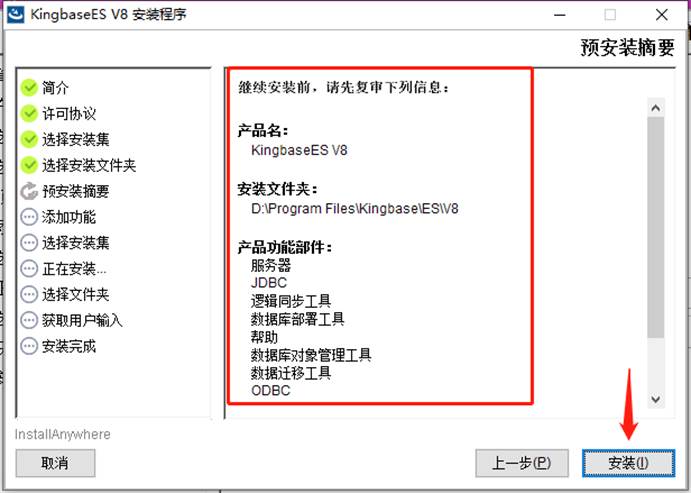 KingbaseES V8 安装程序
预安装摘要
简介
许可协议
选择安装集
选择安装文件夹
预安装摘要
添加功能
选择安装集
正在安装...
选择文件夹
获取用户输入
安装完成
继续安装前，请先复审下列信息：
产品名：
KingbaseES V8
安装文件夹：
D:\Program Files\Kingbase\ES\V8
产品功能部件：
服务器
JDBC
逻辑同步工具
数据库部署工具
帮助
数据库对象管理工具
数据迁移工具
ODBC
InstallAnywhere
取消
上一步(P)
安装(I)